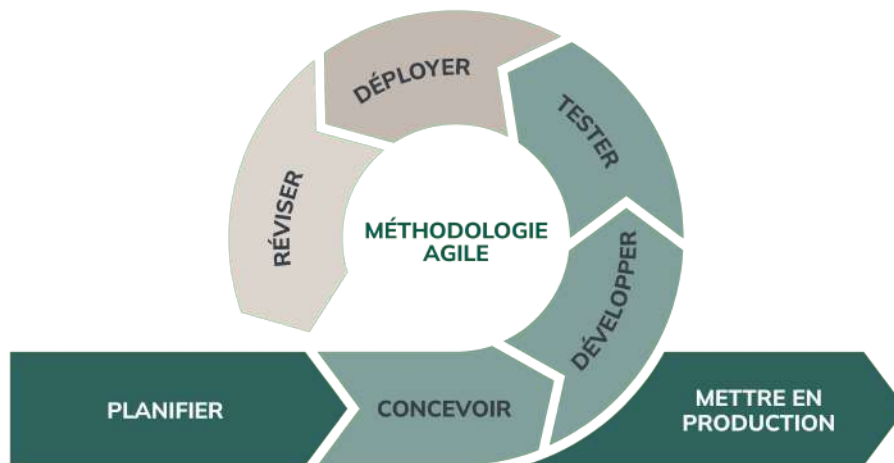 DÉPLOYER
TESTER
RÉVISER
MÉTHODOLOGIE
AGILE
DÉVELOPPER
PLANIFIER
CONCEVOIR
METTRE EN
PRODUCTION